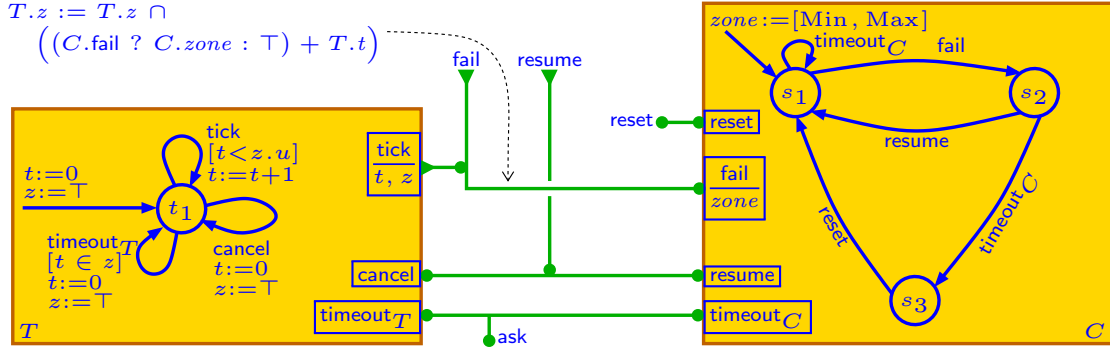 T.z := T.z ∩
((C.fail ? C.zone : ⊤) + T.t)
fail
resume
zone:=[Min, Max]
timeout_C
fail
s_1
s_2
resume
reset
reset
tick
[t<z.u]
t:=t+1
tick
t, z
fail
zone
t:=0
z:=⊤
t_1
timeout_T
[t ∈ z]
t:=0
z:=⊤
cancel
t:=0
z:=⊤
reset
timeout_C
cancel
resume
s_3
timeout_T
timeout_C
ask
T
C